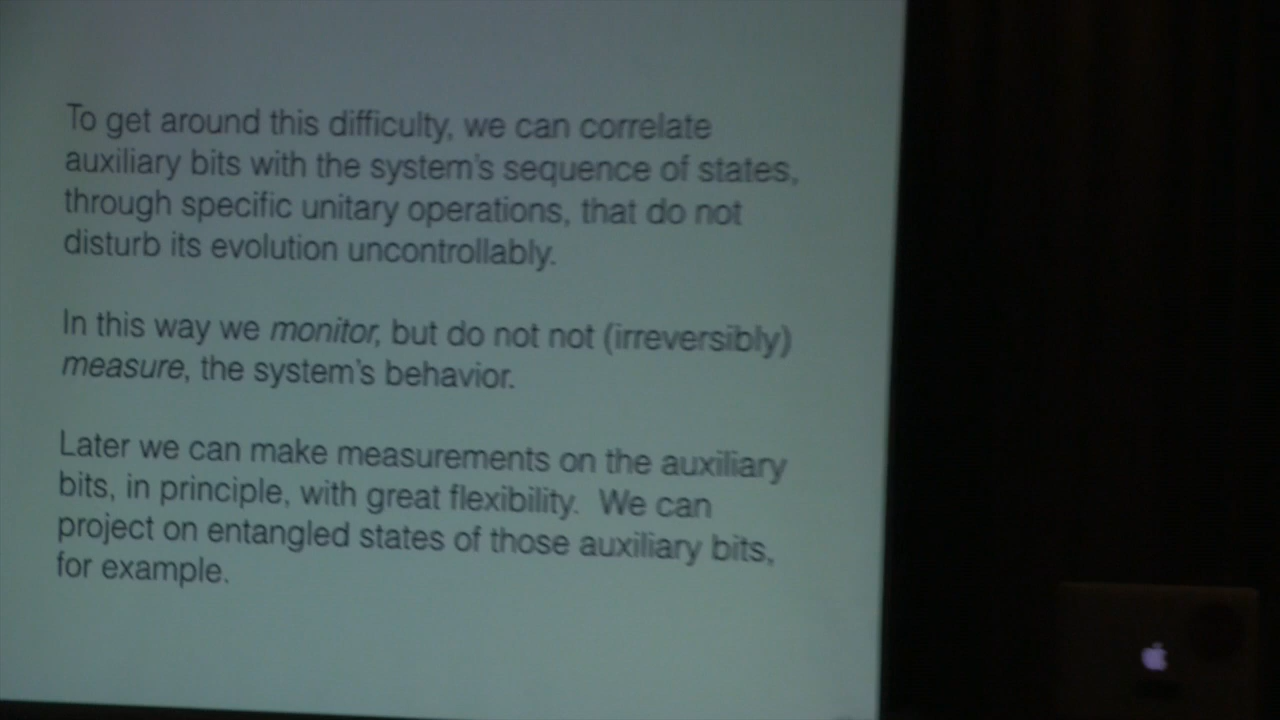 To get around this difficulty, we can correlate
auxiliary bits with the system's sequence of states,
through specific unitary operations, that do not
disturb its evolution uncontrollably.
In this way we monitor, but do not not (irreversibly)
measure, the system's behavior.
Later we can make measurements on the auxiliary
bits, in principle, with great flexibility. We can
project on entangled states of those auxiliary bits,
for example.